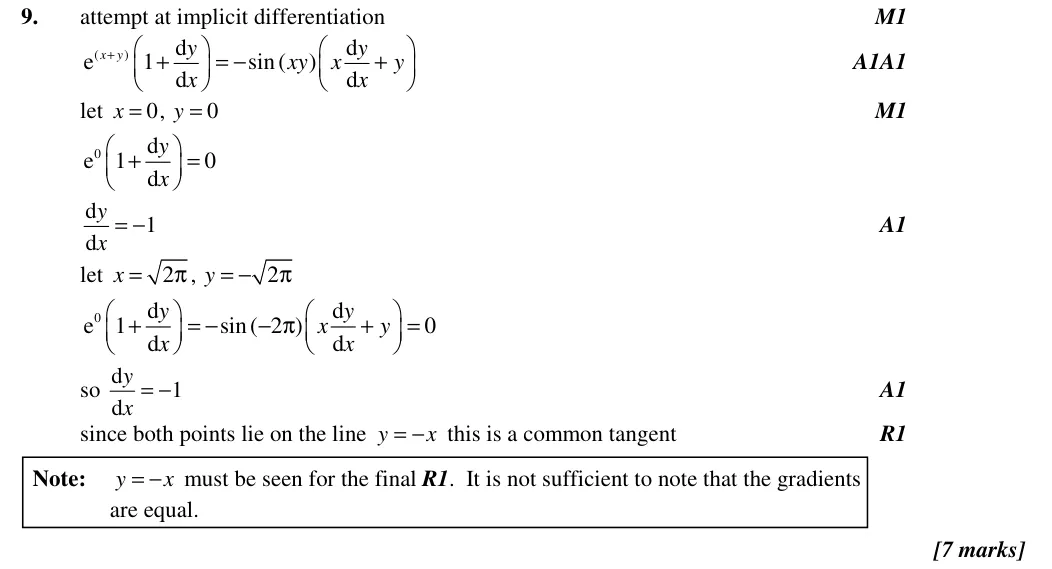 9. attempt at implicit differentiation M1
e^(x+y) (1 + dy/dx) = −sin (xy) (x dy/dx + y) A1A1
let x = 0, y = 0 M1
e^0 (1 + dy/dx) = 0
dy/dx = −1 A1
let x = √2π, y = −√2π
e^0 (1 + dy/dx) = −sin (−2π) (x dy/dx + y) = 0
so dy/dx = −1 A1
since both points lie on the line y = −x this is a common tangent R1
Note: y = −x must be seen for the final R1. It is not sufficient to note that the gradients
are equal.
[7 marks]